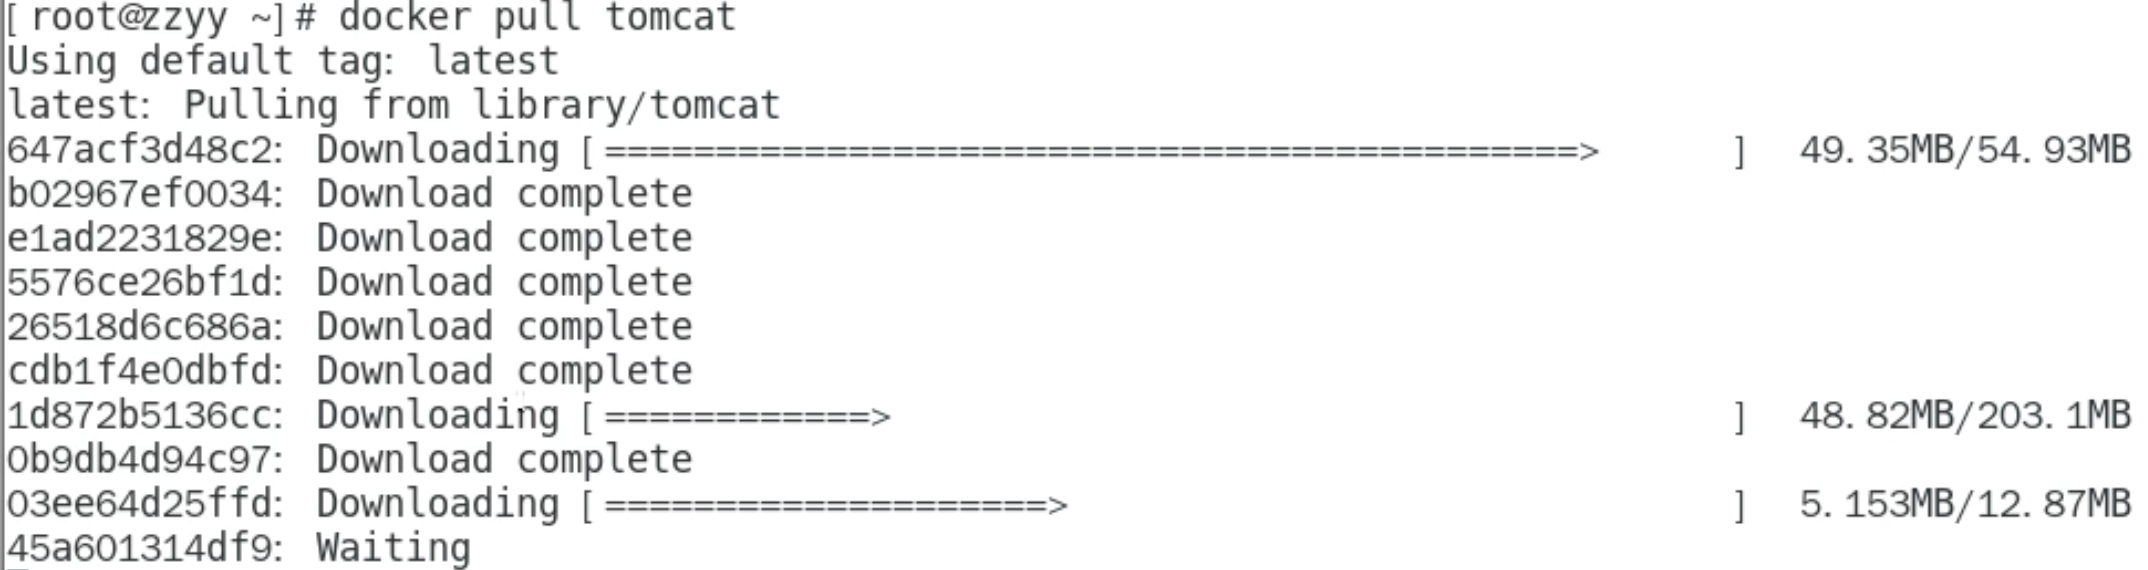 [root@zzyy ~]# docker pull tomcat
Using default tag: latest
latest: Pulling from library/tomcat
647acf3d48c2: Downloading [============================================>      ]  49.35MB/54.93MB
b02967ef0034: Download complete
e1ad2231829e: Download complete
5576ce26bf1d: Download complete
26518d6c686a: Download complete
cdb1f4e0dbfd: Download complete
1d872b5136cc: Downloading [============>                                      ]  48.82MB/203.1MB
0b9db4d94c97: Download complete
03ee64d25ffd: Downloading [====================>                              ]  5.153MB/12.87MB
45a601314df9: Waiting